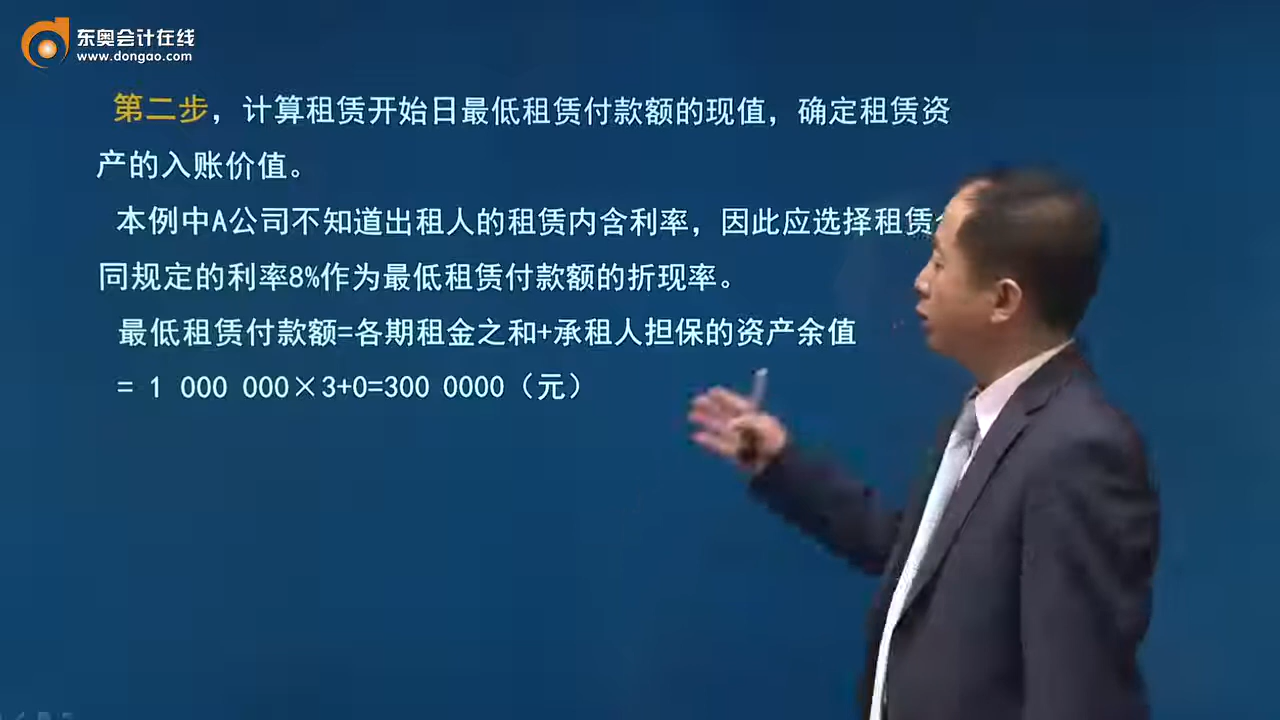 东奥会计在线
www.dongao.com
第二步，计算租赁开始日最低租赁付款额的现值，确定租赁资
产的入账价值。
本例中A公司不知道出租人的租赁内含利率，因此应选择租赁
同规定的利率8%作为最低租赁付款额的折现率。
最低租赁付款额=各期租金之和+承租人担保的资产余值
= 1 000 000×3+0=300 0000（元）